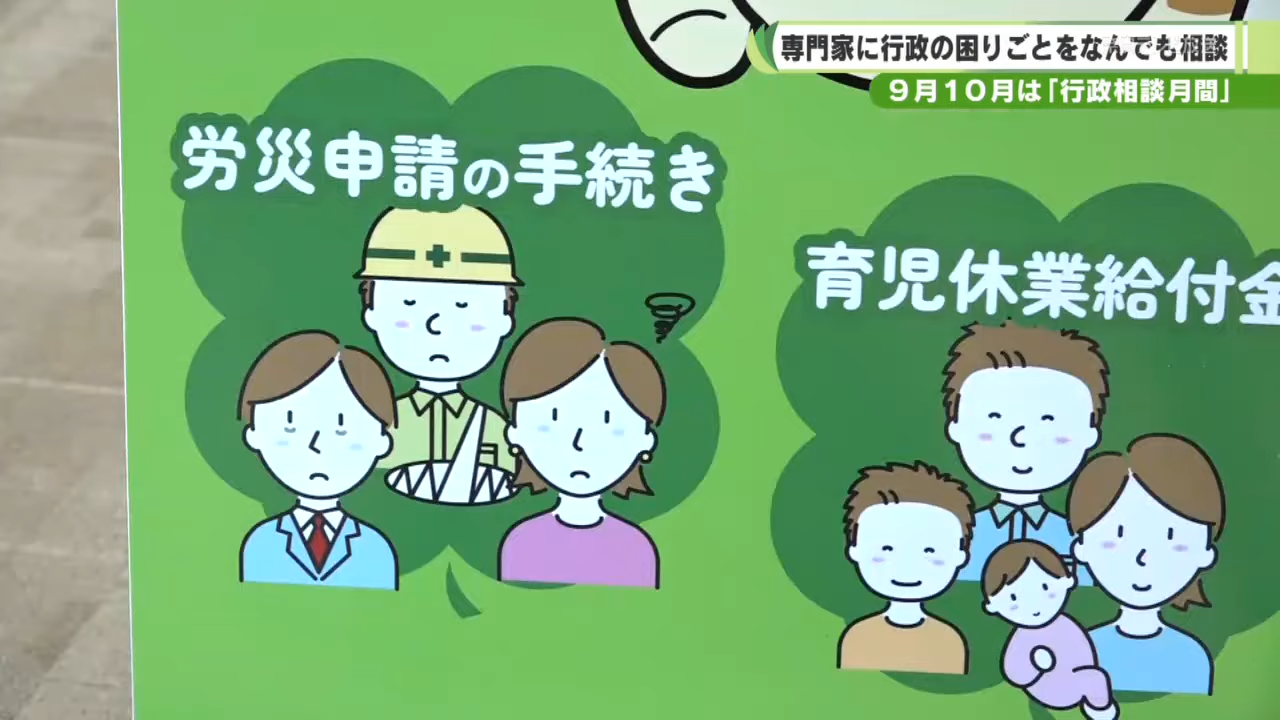 専門家に行政の困りごとをなんでも相談
９月１０月は「行政相談月間」
労災申請の手続き
育児休業給付金